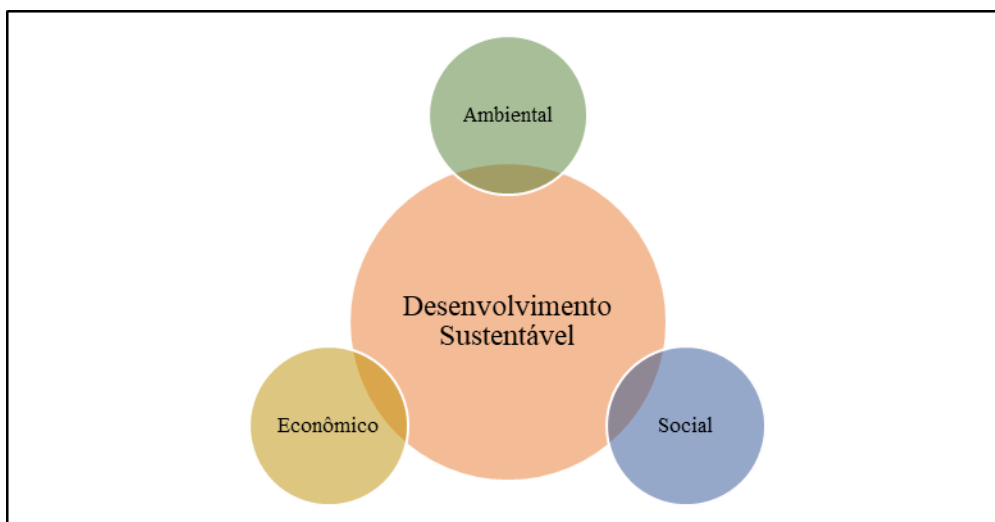 Ambiental
Desenvolvimento
Sustentável
Econômico
Social